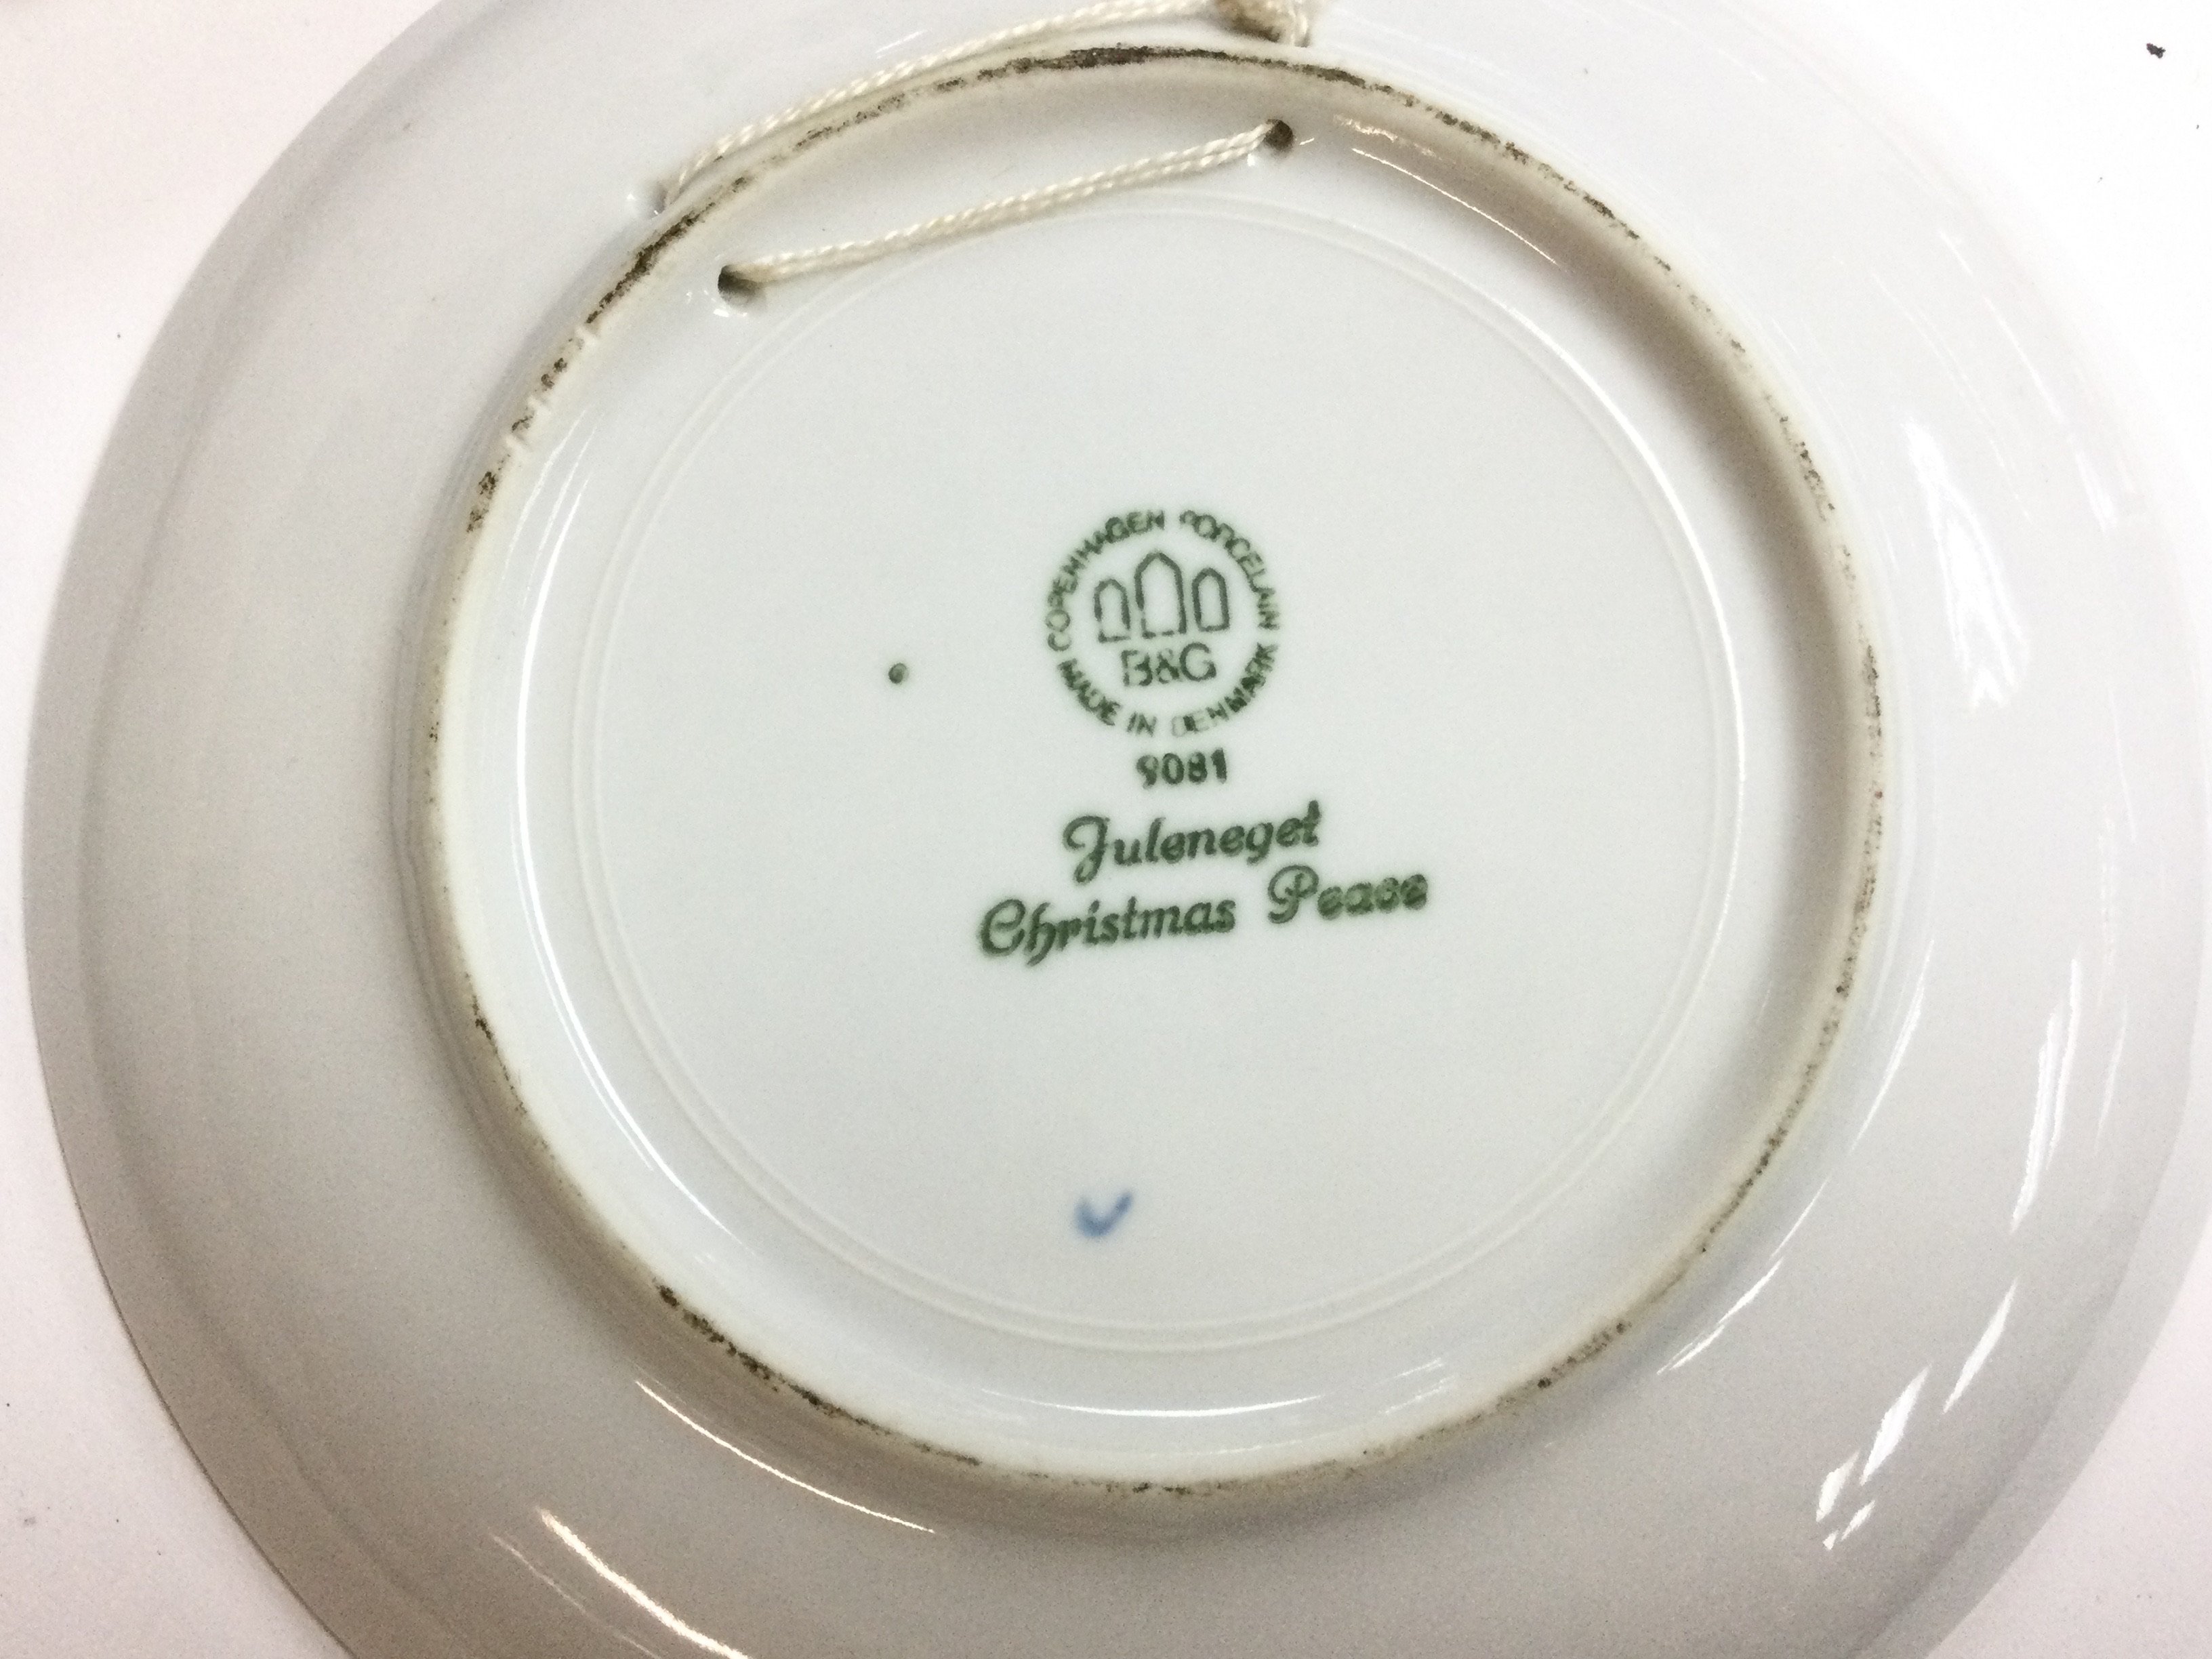 COPENHAGEN PORCELAIN
B&G
MADE IN DENMARK
9081
Juleneget
Christmas Peace